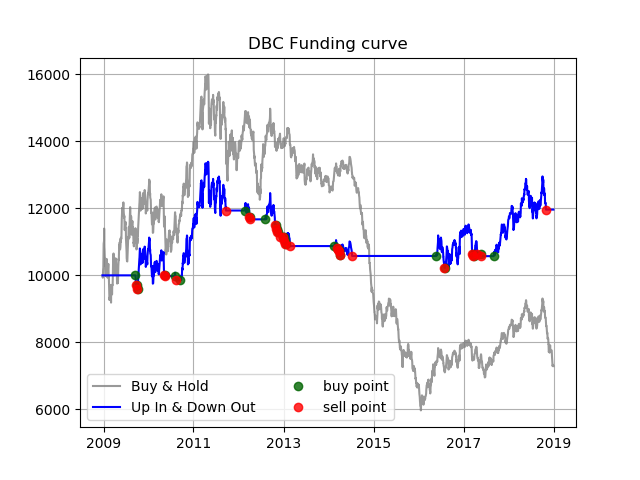 DBC Funding curve
16000
14000
12000
10000
8000
6000
Buy & Hold
Up In & Down Out
buy point
sell point
2009 2011 2013 2015 2017 2019